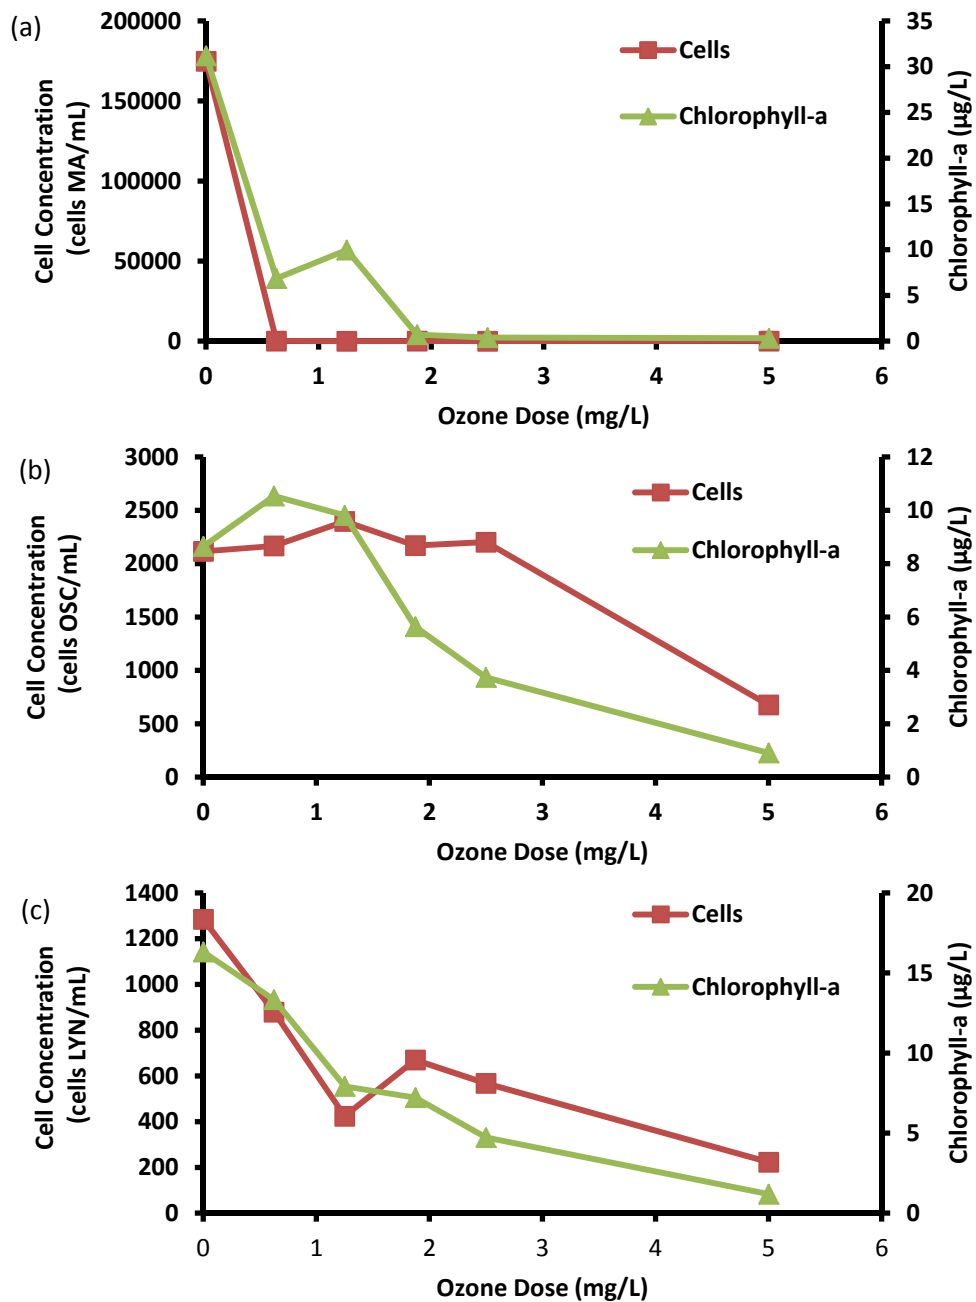 (a)
200000
150000
100000
50000
0
Cell Concentration
(cells MA/mL)
Cells
Chlorophyll-a
35
30
25
20
15
10
5
0
Chlorophyll-a (µg/L)
0 1 2 3 4 5 6
Ozone Dose (mg/L)
(b)
3000
2500
2000
1500
1000
500
0
Cell Concentration
(cells OSC/mL)
Cells
Chlorophyll-a
12
10
8
6
4
2
0
Chlorophyll-a (µg/L)
0 1 2 3 4 5 6
Ozone Dose (mg/L)
(c)
1400
1200
1000
800
600
400
200
0
Cell Concentration
(cells LYN/mL)
Cells
Chlorophyll-a
20
15
10
5
0
Chlorophyll-a (µg/L)
0 1 2 3 4 5 6
Ozone Dose (mg/L)